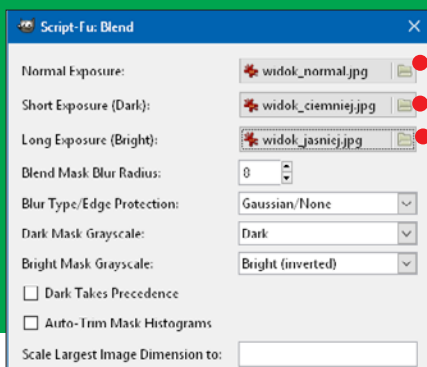 Script-Fu: Blend
Normal Exposure: widok_normal.jpg
Short Exposure (Dark): widok_ciemniej.jpg
Long Exposure (Bright): widok_jasniej.jpg
Blend Mask Blur Radius: 8
Blur Type/Edge Protection: Gaussian/None
Dark Mask Grayscale: Dark
Bright Mask Grayscale: Bright (inverted)
Dark Takes Precedence
Auto-Trim Mask Histograms
Scale Largest Image Dimension to: